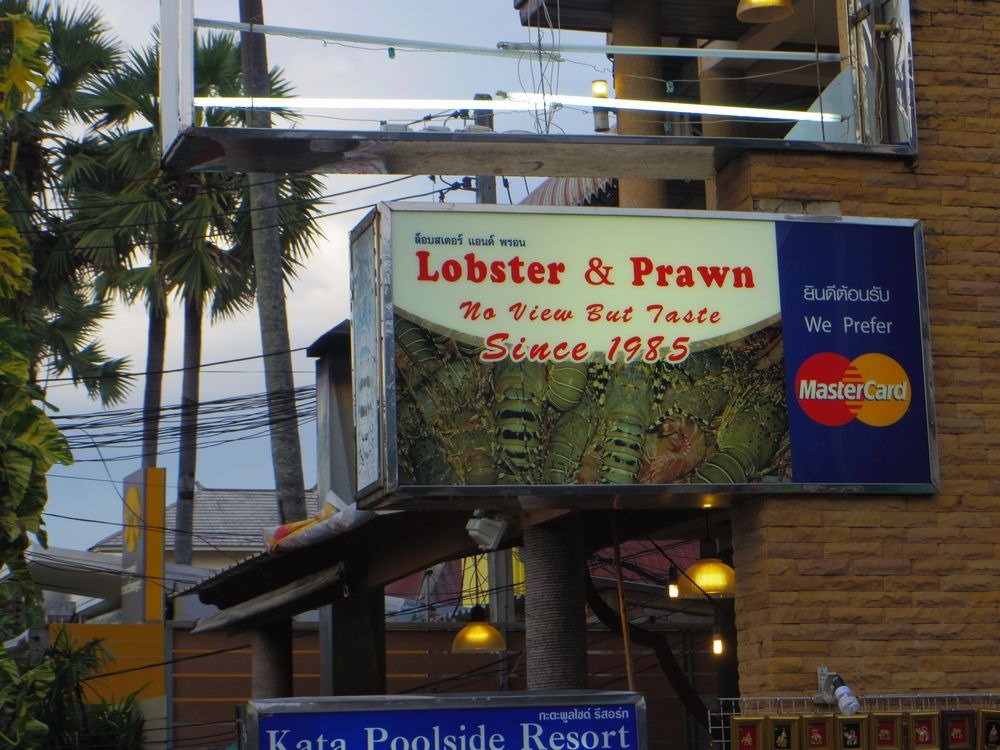 ล็อบสเตอร์ แอนด์ พรอน
Lobster & Prawn
No View But Taste
Since 1985
ยินดีต้อนรับ
We Prefer
MasterCard
กะตะพูลไซด์ รีสอร์ท
Kata Poolside Resort